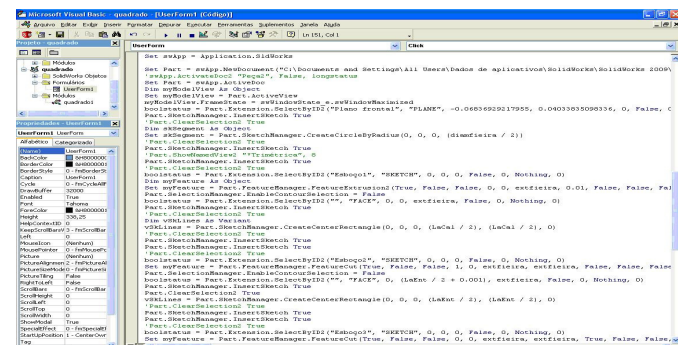 Microsoft Visual Basic - quadrado - [UserForm1 (Código)]
Arquivo Editar Exibir Inserir Formatar Depurar Executar Ferramentas Suplementos Janela Ajuda
Ln 151, Col 1
Projeto - quadrado
UserForm
Click
Módulos
quadrado
SolidWorks Objetos
Formulários
UserForm1
Módulos
quadrado1
Propriedades - UserForm1
UserForm1 UserForm
Alfabético Categorizado
(Name) UserForm1
BackColor
BorderColor
BorderStyle 0 - fmBorderSt
Caption UserForm1
Cycle 0 - fmCycleAllF
DrawBuffer 32000
Enabled True
Font Tahoma
ForeColor
Height 336,25
HelpContextID 0
KeepScrollBarsV 3 - fmScrollBar
Left 0
MouseIcon (Nenhum)
MousePointer 0 - fmMousePo
Picture (Nenhum)
PictureAlignmen 2 - fmPictureAl
PictureSizeMode 0 - fmPictureSi
PictureTiling False
RightToLeft False
ScrollBars 0 - fmScrollBar
ScrollHeight 0
ScrollLeft 0
ScrollTop 0
ScrollWidth 0
ShowModal True
SpecialEffect 0 - fmSpecialEf
StartUpPosition 1 - CenterOwr
Tag
Set swApp = Application.SldWorks
Set Part = swApp.NewDocument("C:\Documents and Settings\All Users\Dados de aplicativos\SolidWorks\SolidWorks 2009\
'swApp.ActivateDoc2 "Peça2", False, longstatus
Set Part = swApp.ActiveDoc
Dim myModelView As Object
Set myModelView = Part.ActiveView
myModelView.FrameState = swWindowState_e.swWindowMaximized
boolstatus = Part.Extension.SelectByID2("Plano frontal", "PLANE", -0.06836929217955, 0.04033835098336, 0, False, 0
Part.SketchManager.InsertSketch True
'Part.ClearSelection2 True
Dim skSegment As Object
Set skSegment = Part.SketchManager.CreateCircleByRadius(0, 0, 0, (diamfieira / 2))
'Part.ClearSelection2 True
Part.SketchManager.InsertSketch True
'Part.ShowNamedView2 "*Trimétrica", 8
Part.SketchManager.InsertSketch True
'Part.ClearSelection2 True
boolstatus = Part.Extension.SelectByID2("Esboço1", "SKETCH", 0, 0, 0, False, 0, Nothing, 0)
Dim myFeature As Object
Set myFeature = Part.FeatureManager.FeatureExtrusion2(True, False, False, 0, 0, extfieira, 0.01, False, False, Fal
Part.SelectionManager.EnableContourSelection = False
boolstatus = Part.Extension.SelectByID2("", "FACE", 0, 0, extfieira, False, 0, Nothing, 0)
Part.SketchManager.InsertSketch True
'Part.ClearSelection2 True
Dim vSkLines As Variant
vSkLines = Part.SketchManager.CreateCenterRectangle(0, 0, 0, (LaCal / 2), (LaCal / 2), 0)
Part.SketchManager.InsertSketch True
Part.SketchManager.InsertSketch True
'Part.ClearSelection2 True
boolstatus = Part.Extension.SelectByID2("Esboço2", "SKETCH", 0, 0, 0, False, 0, Nothing, 0)
Set myFeature = Part.FeatureManager.FeatureCut(True, False, False, 1, 0, extfieira, extfieira, False, False, False
Part.SelectionManager.EnableContourSelection = False
boolstatus = Part.Extension.SelectByID2("", "FACE", 0, (LaEnt / 2 + 0.001), extfieira, False, 0, Nothing, 0)
Part.SketchManager.InsertSketch True
Part.ClearSelection2 True
vSkLines = Part.SketchManager.CreateCenterRectangle(0, 0, 0, (LaEnt / 2), (LaEnt / 2), 0)
Part.SketchManager.InsertSketch True
Part.SketchManager.InsertSketch True
'Part.ClearSelection2 True
boolstatus = Part.Extension.SelectByID2("Esboço3", "SKETCH", 0, 0, 0, False, 0, Nothing, 0)
Set myFeature = Part.FeatureManager.FeatureCut(True, False, False, 0, 0, extfieira, extfieira, True, False, False,